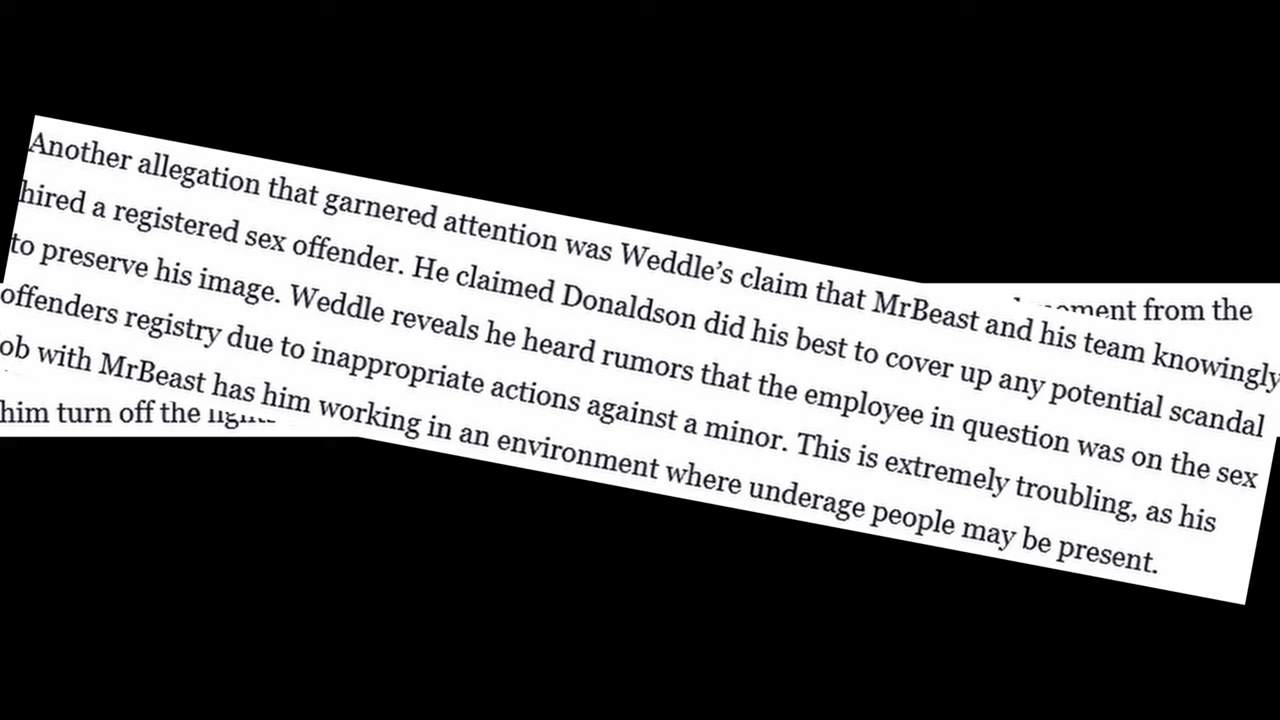 Another allegation that garnered attention was Weddle’s claim that MrBeast and his team knowingly
hired a registered sex offender. He claimed Donaldson did his best to cover up any potential scandal
to preserve his image. Weddle reveals he heard rumors that the employee in question was on the sex
offenders registry due to inappropriate actions against a minor. This is extremely troubling, as his
ob with MrBeast has him working in an environment where underage people may be present.
from the
him turn off the